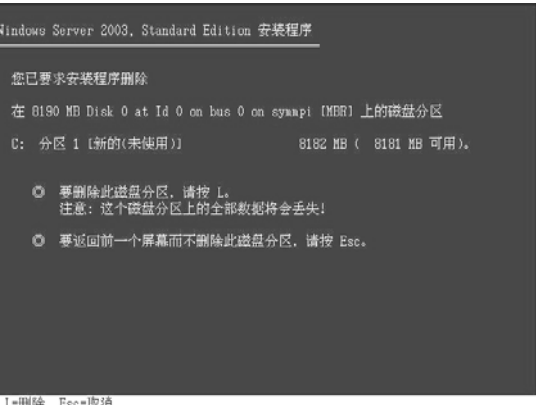 Windows Server 2003, Standard Edition 安装程序
您已要求安装程序删除
在 8190 MB Disk 0 at Id 0 on bus 0 on symmpi [MBR] 上的磁盘分区
C: 分区 1 [新的(未使用)] 8182 MB ( 8181 MB 可用)。
要删除此磁盘分区，请按 L。
注意: 这个磁盘分区上的全部数据将会丢失!
要返回前一个屏幕而不删除此磁盘分区，请按 Esc。
L=删除 Esc=取消